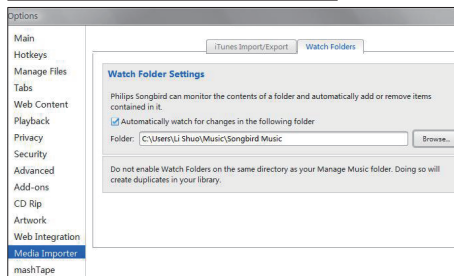 Options
Main
Hotkeys
Manage Files
Tabs
Web Content
Playback
Privacy
Security
Advanced
Add-ons
CD Rip
Artwork
Web Integration
Media Importer
mashTape
iTunes Import/Export
Watch Folders
Watch Folder Settings
Philips Songbird can monitor the contents of a folder and automatically add or remove items
contained in it.
Automatically watch for changes in the following folder
Folder: C:\Users\Li Shuo\Music\Songbird Music
Browse...
Do not enable Watch Folders on the same directory as your Manage Music folder. Doing so will
create duplicates in your library.